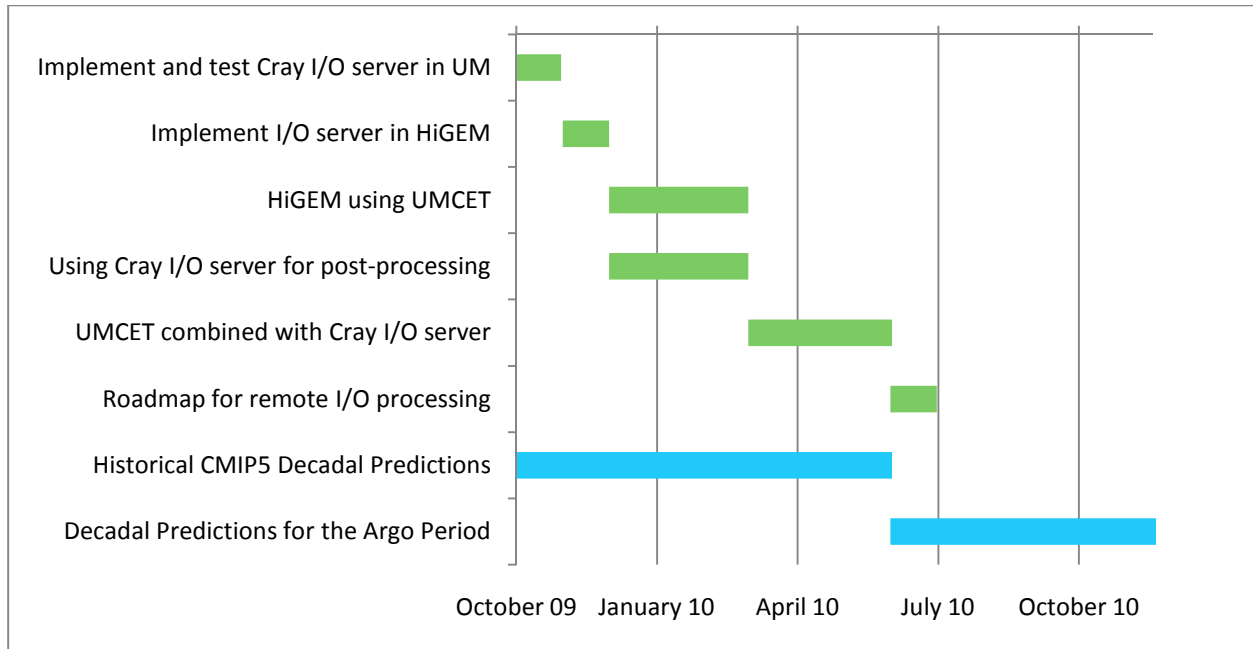 Implement and test Cray I/O server in UM
Implement I/O server in HiGEM
HiGEM using UMCET
Using Cray I/O server for post-processing
UMCET combined with Cray I/O server
Roadmap for remote I/O processing
Historical CMIP5 Decadal Predictions
Decadal Predictions for the Argo Period
October 09 January 10 April 10 July 10 October 10